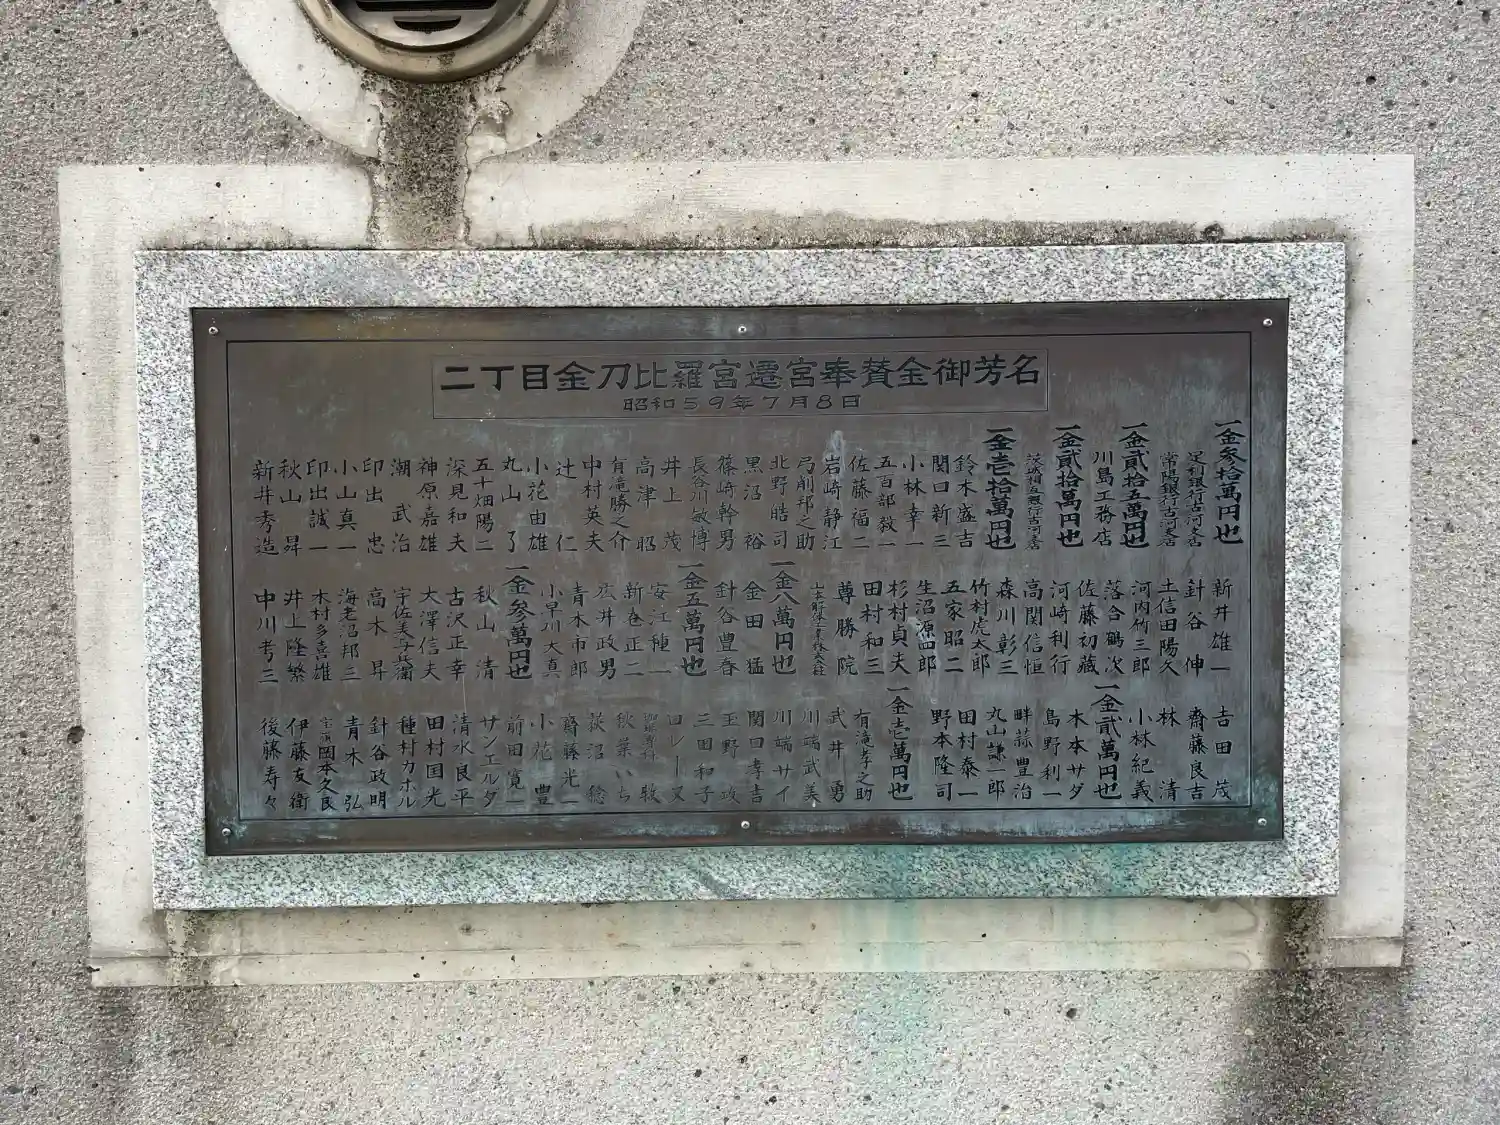 二丁目金刀比羅宮遷宮奉賛金御芳名
昭和59年7月8日
一金参拾萬円也
足利銀行古河支店
常陽銀行古河支店
一金貳拾五萬円也
川島工務店
一金貳拾萬円也
茨城相互銀行古河支店
一金壱拾萬円也
鈴木盛吉
関口新三
小林幸一
五百部敍一
佐藤福二
岩崎静江
弓削邦之助
北野皓司
黒沼裕
篠崎幹男
長谷川敏博
井上茂
高津昭
有滝勝之介
中村英夫
辻仁
小花由雄
丸山了
五十畑陽二
深見和夫
神原嘉雄
潮武治
印出忠
小山真一
印出誠一
秋山昇
新井秀造
新井雄一
針谷伸
土信田陽久
河内竹三郎
落合鶴次
佐藤初蔵
河崎利行
高関信恒
森川彰三
竹村虎太郎
五家昭二
生沼源四郎
杉村貞夫
田村和三
尊勝院
一金八萬円也
金田猛
針谷豊春
一金五萬円也
安江種一
新巻正二
広井政男
青木市郎
小早川大真
一金参萬円也
秋山清
古沢正幸
大澤信夫
宇佐美与兵衛
高木昇
海老沼邦三
木村多喜雄
井上隆繁
中川考三
吉田茂
齋藤良吉
林清
小林紀義
一金貳萬円也
木本サダ
島野利一
畔蒜豊治
丸山謙一郎
田村泰一
野本隆司
一金壱萬円也
有滝孝之助
武井勇
川端武美
川端サイ
関口孝吉
玉野政
三田和子
ロレーヌ
秋葉いち
荻沼稔
齋藤光一
小花豊
前田寛一
サンエルダ
清水良平
田村国光
種村カホル
針谷政明
青木弘
岡本久良
伊藤友衛
後藤寿々